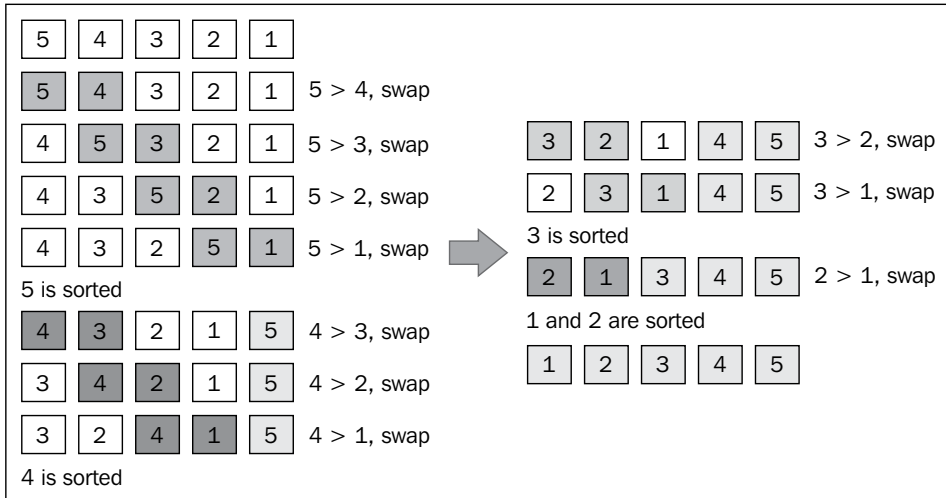 5 4 3 2 1
5 4 3 2 1 5 > 4, swap
4 5 3 2 1 5 > 3, swap
4 3 5 2 1 5 > 2, swap
4 3 2 5 1 5 > 1, swap
5 is sorted
4 3 2 1 5 4 > 3, swap
3 4 2 1 5 4 > 2, swap
3 2 4 1 5 4 > 1, swap
4 is sorted
3 2 1 4 5 3 > 2, swap
2 3 1 4 5 3 > 1, swap
3 is sorted
2 1 3 4 5 2 > 1, swap
1 and 2 are sorted
1 2 3 4 5